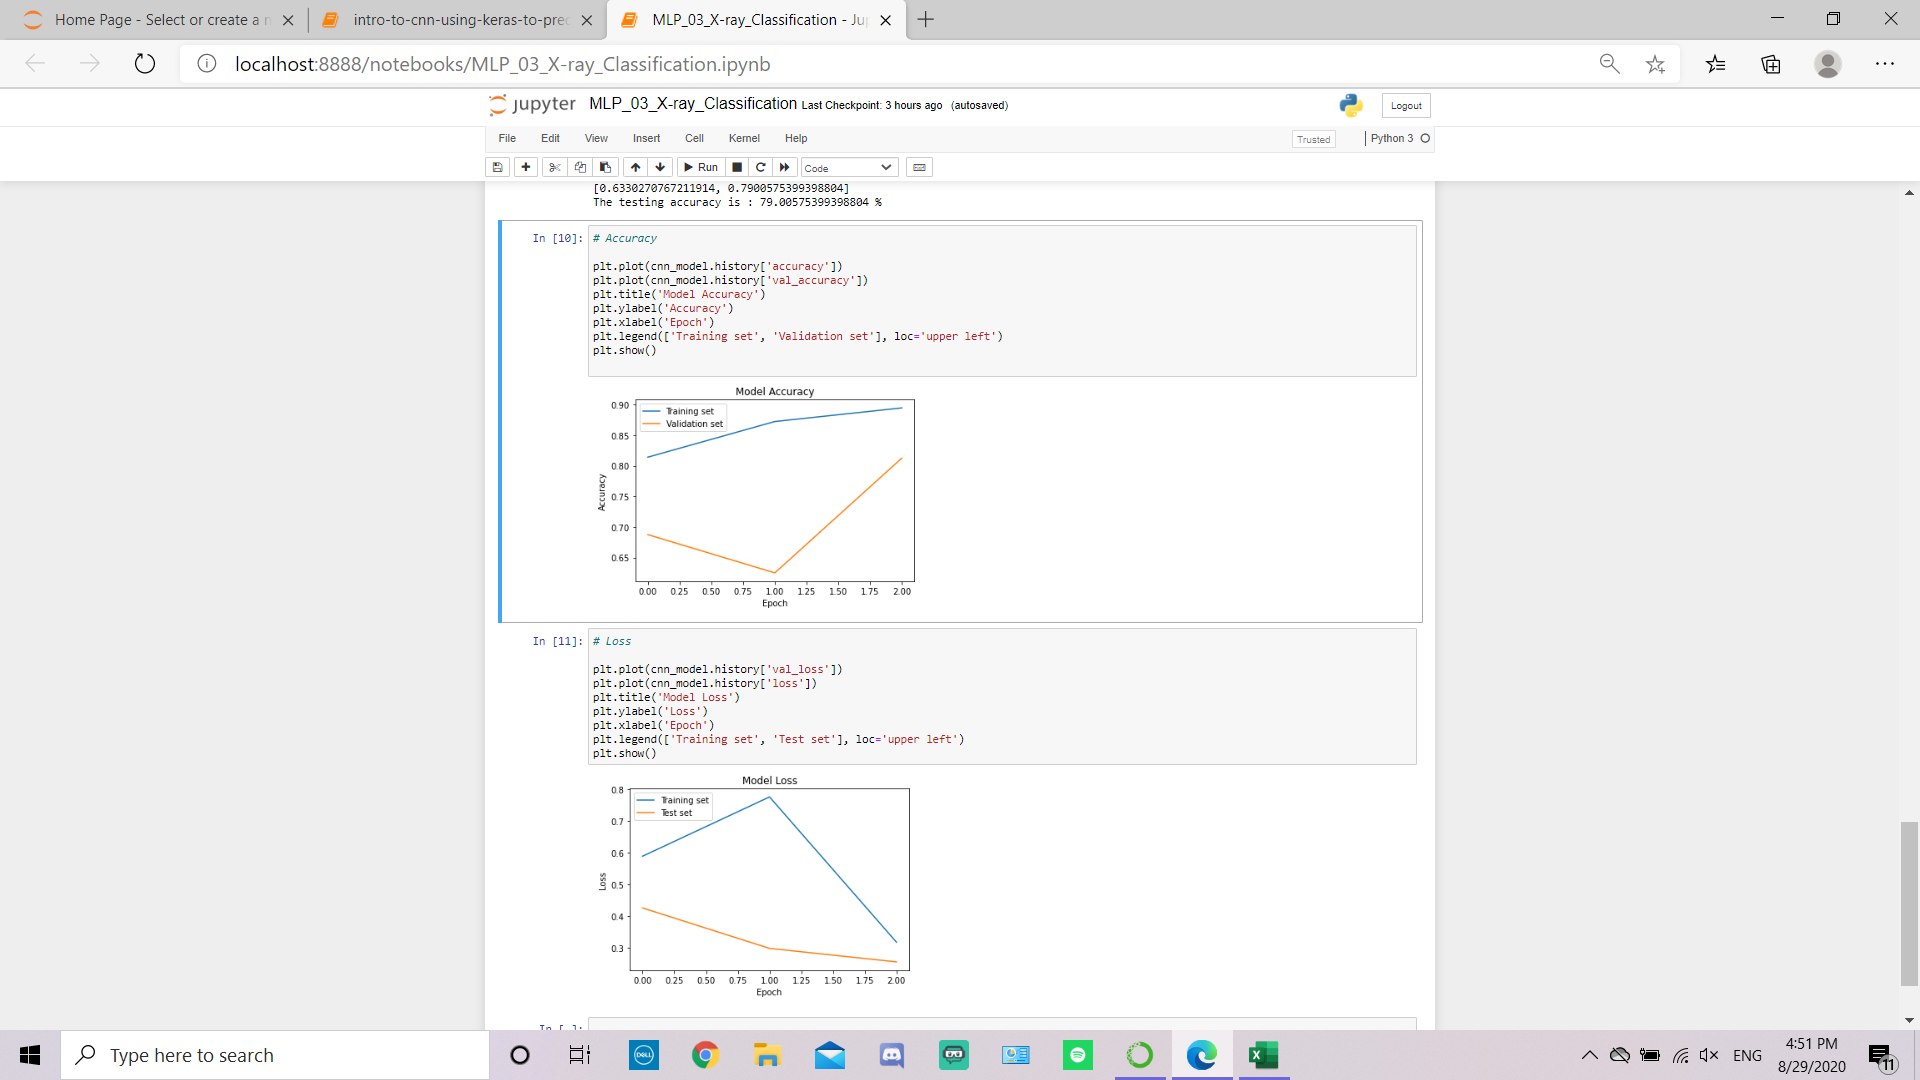 Home Page - Select or create a n
intro-to-cnn-using-keras-to-pred
MLP_03_X-ray_Classification - Ju
localhost:8888/notebooks/MLP_03_X-ray_Classification.ipynb
jupyter MLP_03_X-ray_Classification Last Checkpoint: 3 hours ago (autosaved)
Logout
File Edit View Insert Cell Kernel Help
Trusted
Python 3
Run
Code
[0.6330270767211914, 0.7900575399398804]
The testing accuracy is : 79.00575399398804 %
In [10]: # Accuracy
plt.plot(cnn_model.history['accuracy'])
plt.plot(cnn_model.history['val_accuracy'])
plt.title('Model Accuracy')
plt.ylabel('Accuracy')
plt.xlabel('Epoch')
plt.legend(['Training set', 'Validation set'], loc='upper left')
plt.show()
Model Accuracy
Training set
Validation set
0.90
0.85
0.80
0.75
0.70
0.65
Accuracy
0.00 0.25 0.50 0.75 1.00 1.25 1.50 1.75 2.00
Epoch
In [11]: # Loss
plt.plot(cnn_model.history['val_loss'])
plt.plot(cnn_model.history['loss'])
plt.title('Model Loss')
plt.ylabel('Loss')
plt.xlabel('Epoch')
plt.legend(['Training set', 'Test set'], loc='upper left')
plt.show()
Model Loss
Training set
Test set
0.8
0.7
0.6
0.5
0.4
0.3
Loss
0.00 0.25 0.50 0.75 1.00 1.25 1.50 1.75 2.00
Epoch
In [ ]:
Type here to search
DELL
ENG
4:51 PM
8/29/2020
11